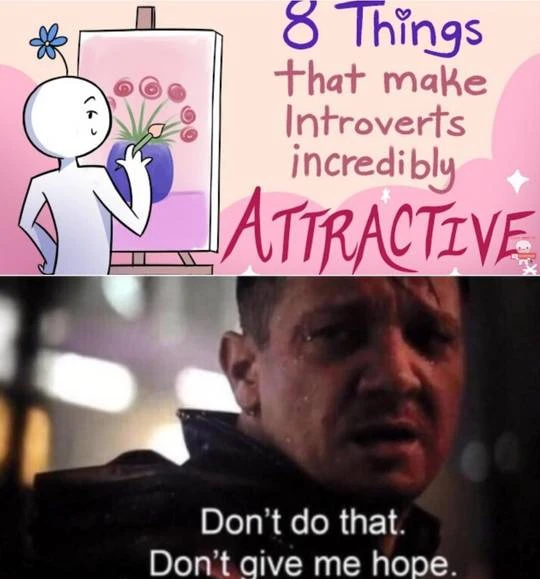 8 Things
that make
Introverts
incredibly
ATTRACTIVE
Don't do that.
Don't give me hope.